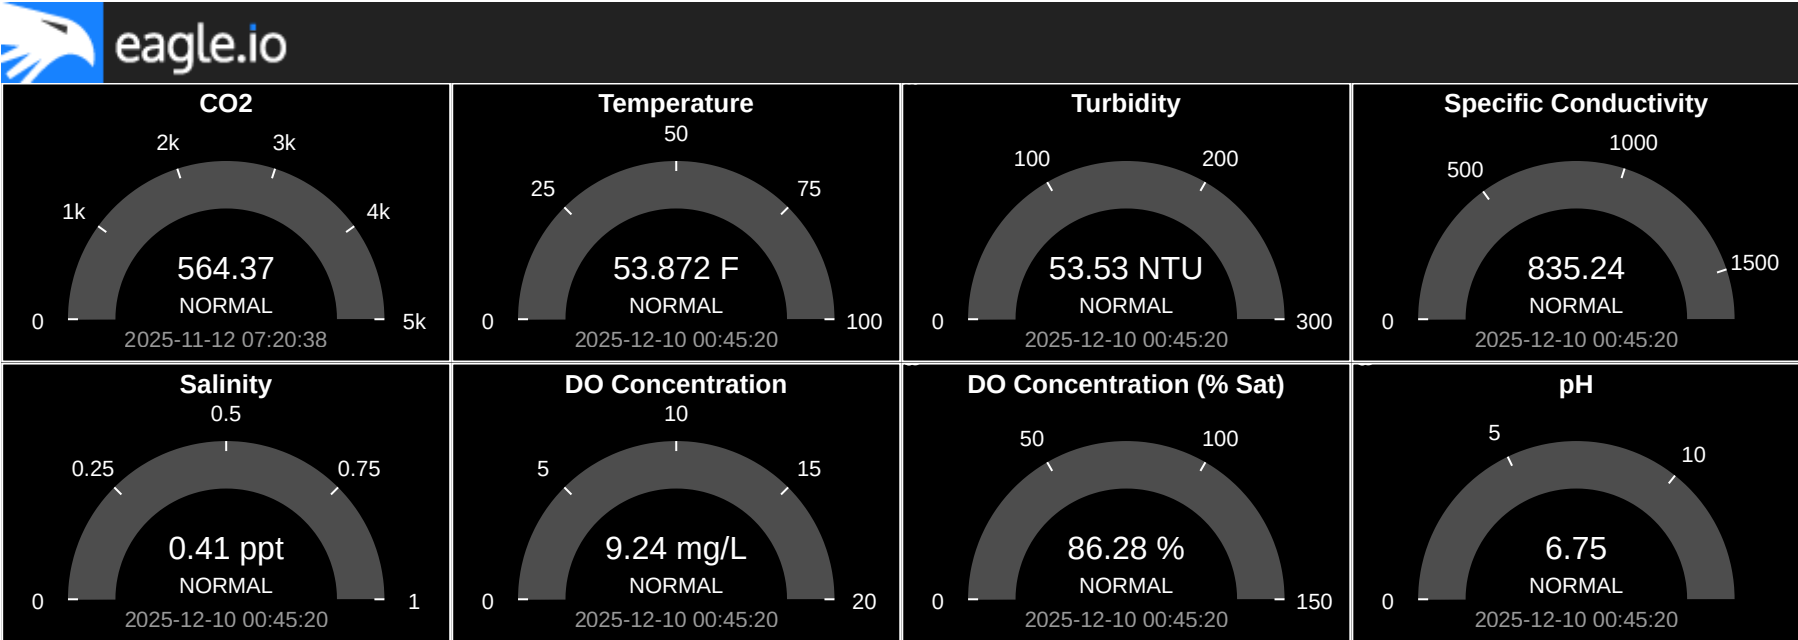 eagle.io
CO2
2k
3k
1k
4k
564.37
NORMAL
0
5k
2025-11-12 07:20:38
Temperature
50
25
75
53.872 F
NORMAL
0
100
2025-12-10 00:45:20
Turbidity
100
200
53.53 NTU
NORMAL
0
300
2025-12-10 00:45:20
Specific Conductivity
1000
500
1500
835.24
NORMAL
0
2025-12-10 00:45:20
Salinity
0.5
0.25
0.75
0.41 ppt
NORMAL
0
1
2025-12-10 00:45:20
DO Concentration
10
5
15
9.24 mg/L
NORMAL
0
20
2025-12-10 00:45:20
DO Concentration (% Sat)
50
100
86.28 %
NORMAL
0
150
2025-12-10 00:45:20
pH
5
10
6.75
NORMAL
0
2025-12-10 00:45:20